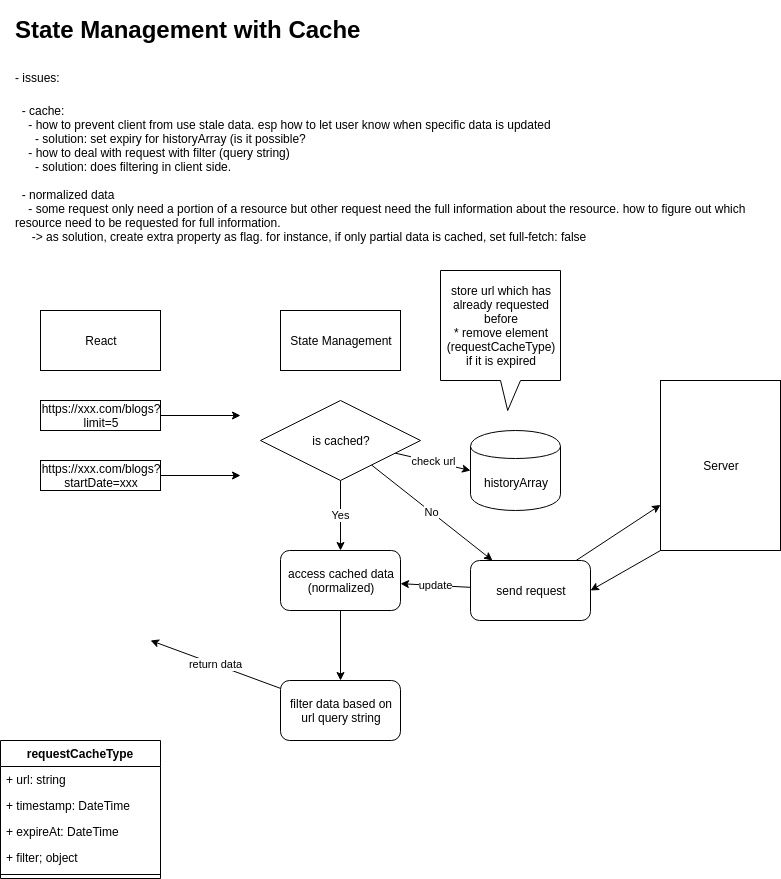 State Management with Cache
- issues:
- cache:
- how to prevent client from use stale data. esp how to let user know when specific data is updated
- solution: set expiry for historyArray (is it possible?
- how to deal with request with filter (query string)
- solution: does filtering in client side.
- normalized data
- some request only need a portion of a resource but other request need the full information about the resource. how to figure out which
resource need to be requested for full information.
-> as solution, create extra property as flag. for instance, if only partial data is cached, set full-fetch: false
store url which has
already requested
before
* remove element
(requestCacheType)
if it is expired
React
State Management
https://xxx.com/blogs?
limit=5
is cached?
check url
Server
https://xxx.com/blogs?
startDate=xxx
historyArray
Yes
No
access cached data
(normalized)
update
send request
return data
filter data based on
url query string
requestCacheType
+ url: string
+ timestamp: DateTime
+ expireAt: DateTime
+ filter; object